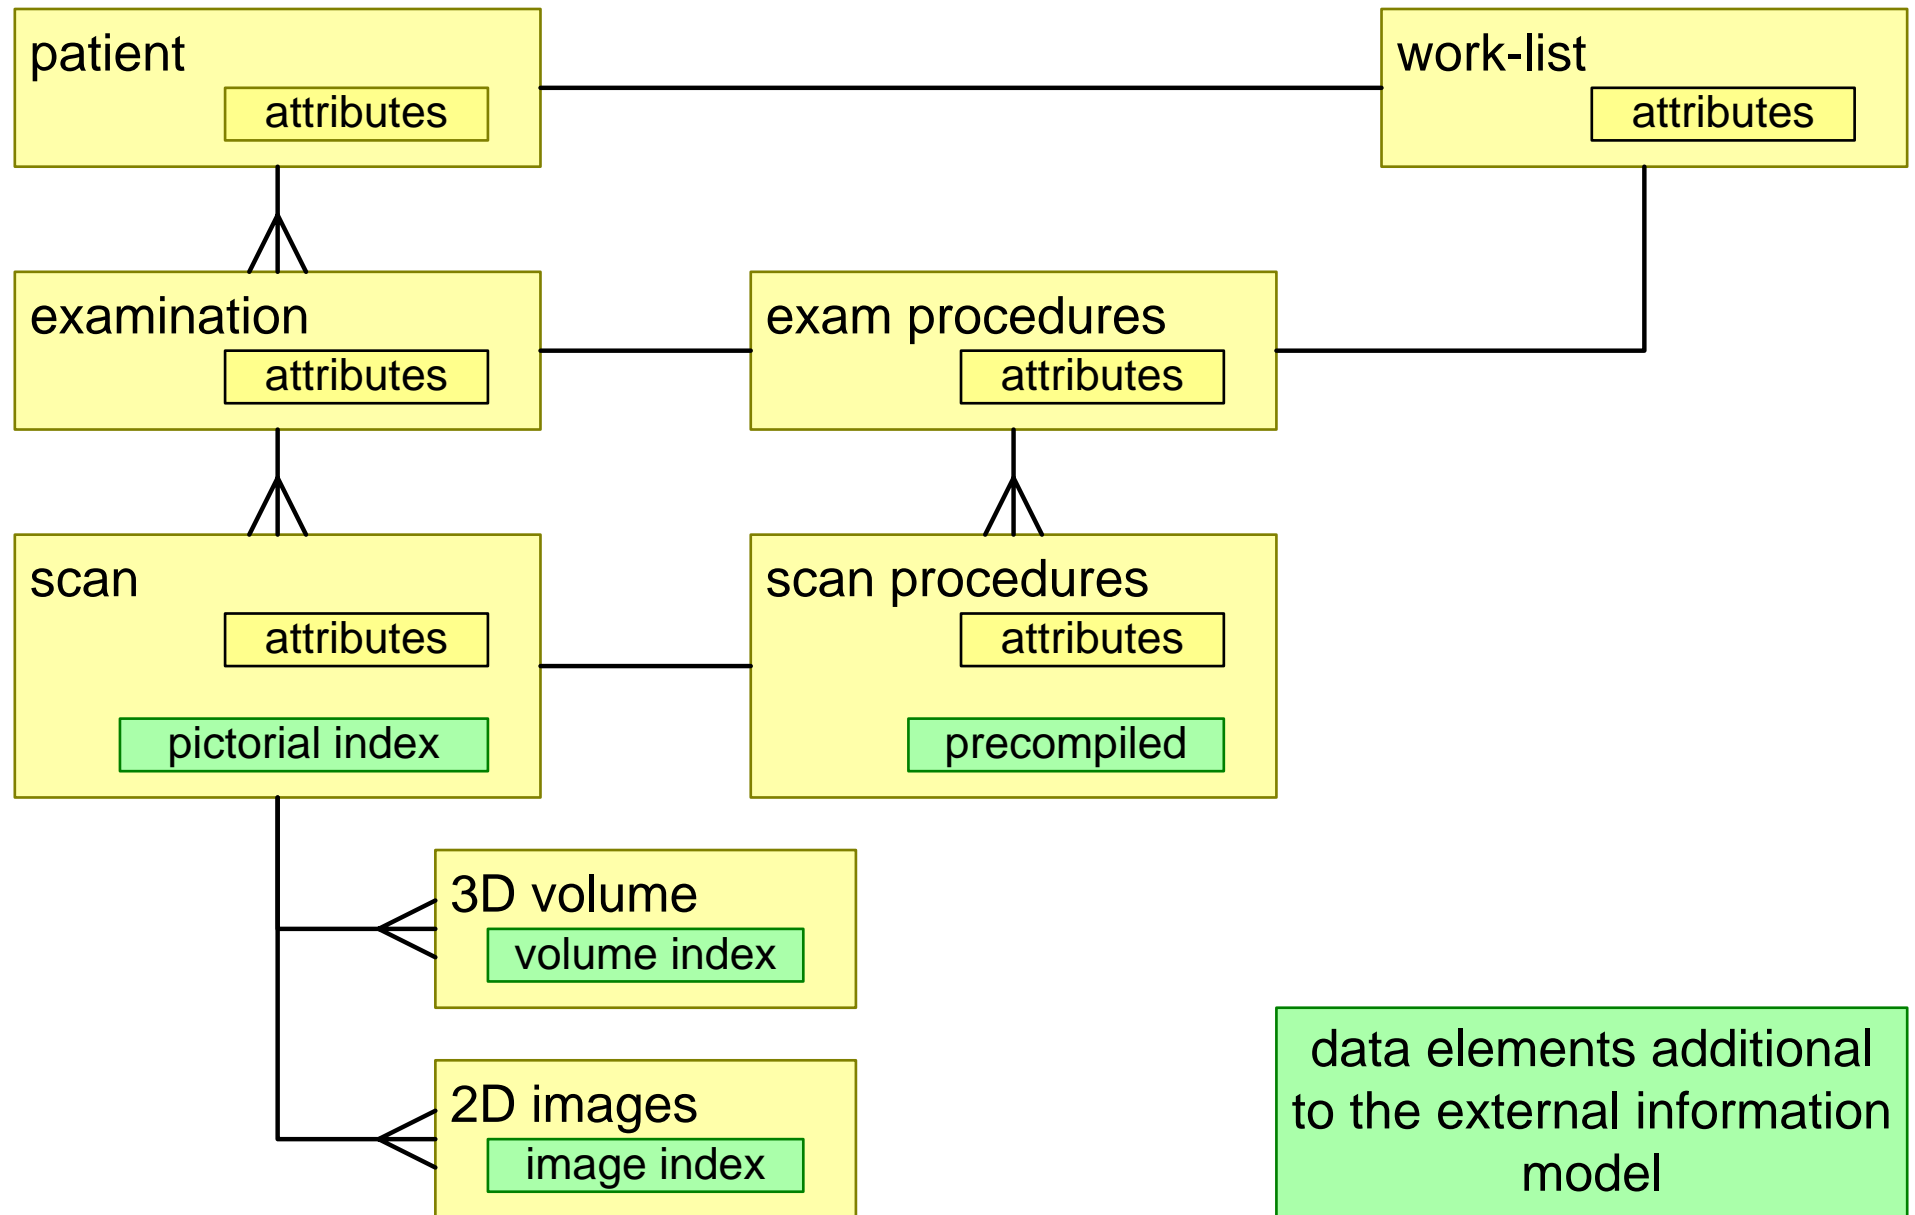 patient
attributes
work-list
attributes
examination
attributes
exam procedures
attributes
scan
attributes
pictorial index
scan procedures
attributes
precompiled
3D volume
volume index
2D images
image index
data elements additional
to the external information
model